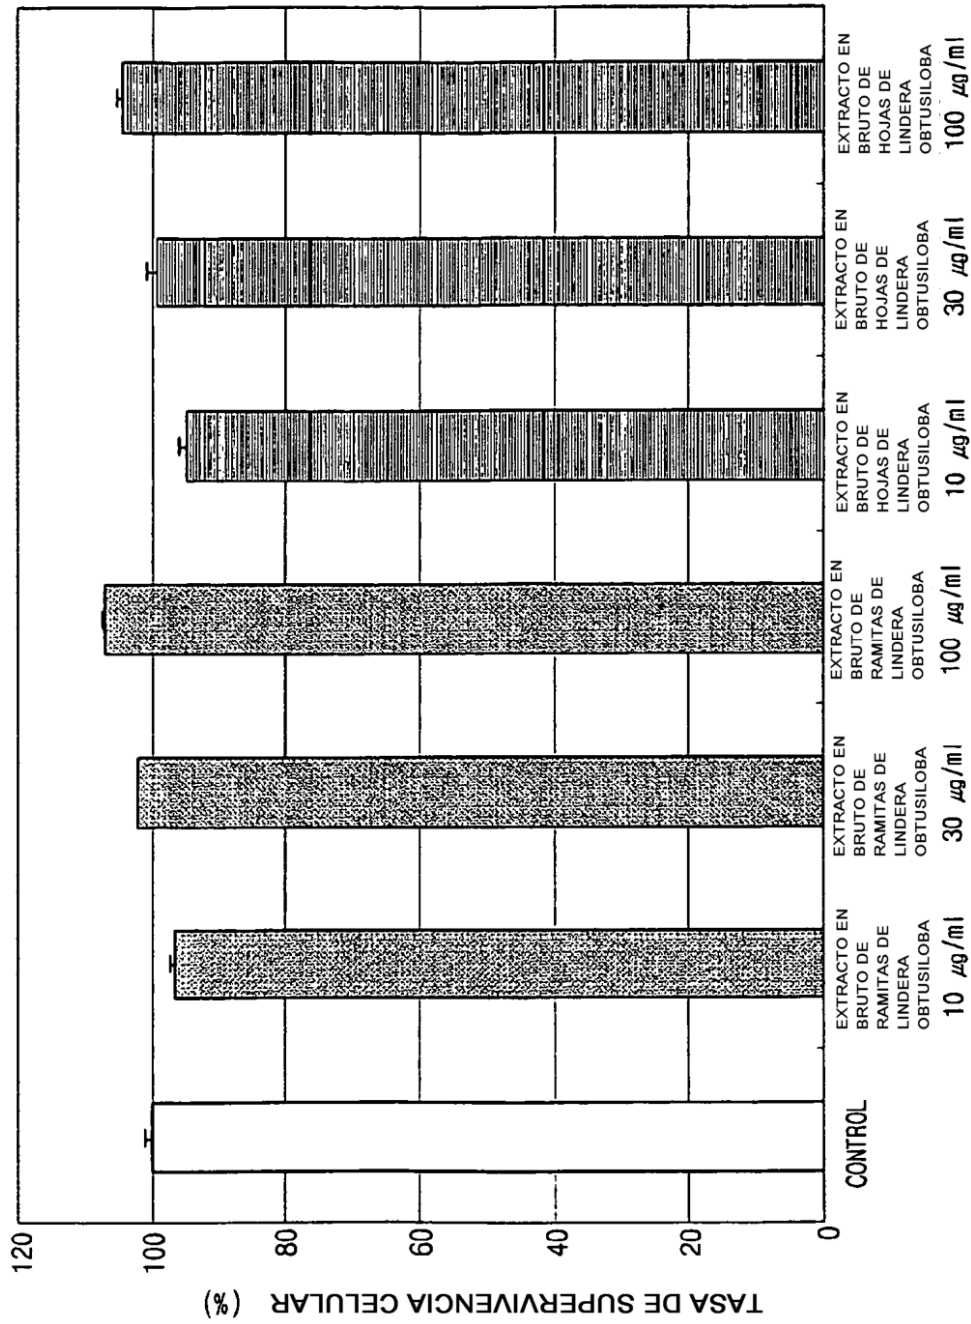 TASA DE SUPERVIVENCIA CELULAR (%)
120
100
80
60
40
20
0
CONTROL
EXTRACTO EN
BRUTO DE
RAMITAS DE
LINDERA
OBTUSILOBA
10 µg/ml
EXTRACTO EN
BRUTO DE
RAMITAS DE
LINDERA
OBTUSILOBA
30 µg/ml
EXTRACTO EN
BRUTO DE
RAMITAS DE
LINDERA
OBTUSILOBA
100 µg/ml
EXTRACTO EN
BRUTO DE
HOJAS DE
LINDERA
OBTUSILOBA
10 µg/ml
EXTRACTO EN
BRUTO DE
HOJAS DE
LINDERA
OBTUSILOBA
30 µg/ml
EXTRACTO EN
BRUTO DE
HOJAS DE
LINDERA
OBTUSILOBA
100 µg/ml